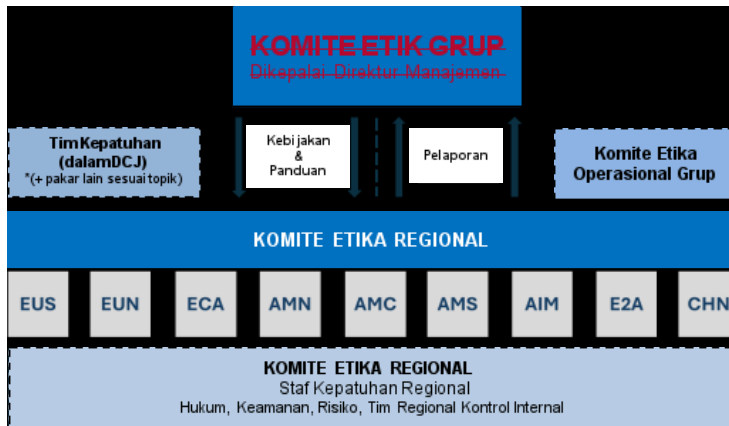 KOMITE ETIK GRUP
Dikepalai Direktur Manajemen
Tim Kepatuhan
(dalamDCJ)
*(+ pakar lain sesuai topik)
Kebijakan
&
Panduan
Pelaporan
Komite Etika
Operasional Grup
KOMITE ETIKA REGIONAL
EUS
EUN
ECA
AMN
AMC
AMS
AIM
E2A
CHN
KOMITE ETIKA REGIONAL
Staf Kepatuhan Regional
Hukum, Keamanan, Risiko, Tim Regional Kontrol Internal